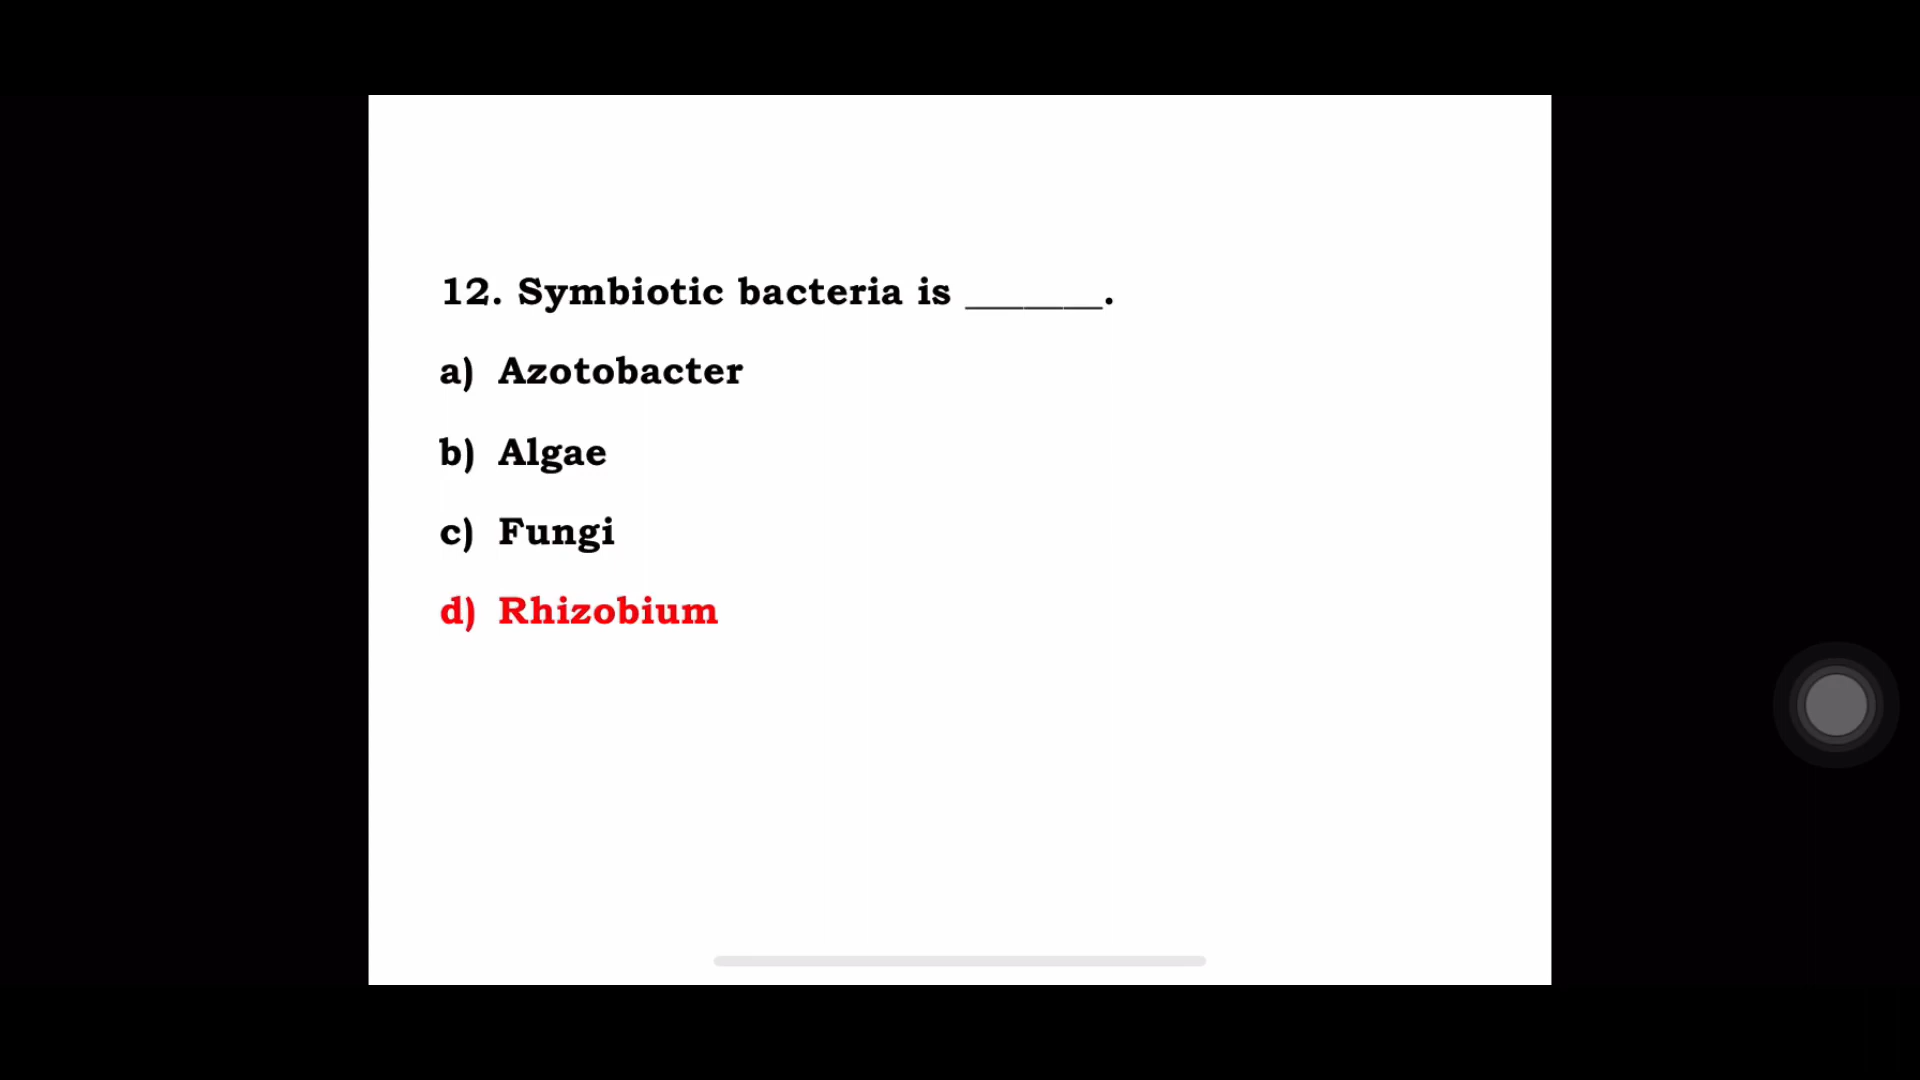 12. Symbiotic bacteria is _______.
a) Azotobacter
b) Algae
c) Fungi
d) Rhizobium